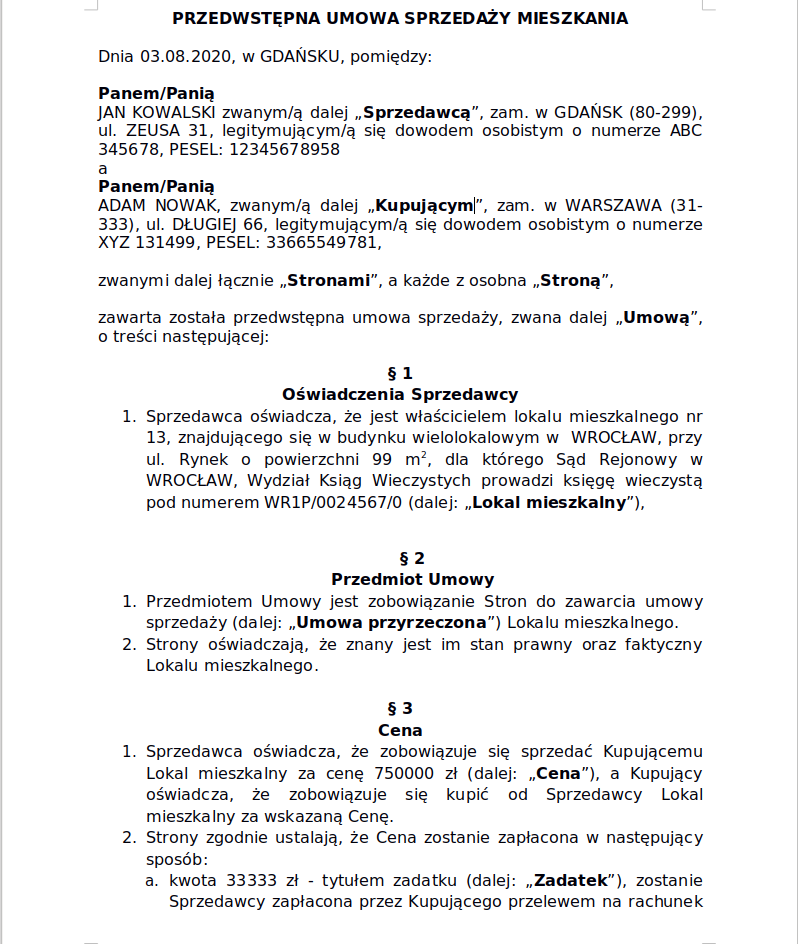 PRZEDWSTĘPNA UMOWA SPRZEDAŻY MIESZKANIA
Dnia 03.08.2020, w GDAŃSKU, pomiędzy:
Panem/Panią
JAN KOWALSKI zwanym/ą dalej „Sprzedawcą”, zam. w GDAŃSK (80-299),
ul. ZEUSA 31, legitymującym/ą się dowodem osobistym o numerze ABC
345678, PESEL: 12345678958
a
Panem/Panią
ADAM NOWAK, zwanym/ą dalej „Kupującym”, zam. w WARSZAWA (31-
333), ul. DŁUGIEJ 66, legitymującym/ą się dowodem osobistym o numerze
XYZ 131499, PESEL: 33665549781,
zwanymi dalej łącznie „Stronami”, a każde z osobna „Stroną”,
zawarta została przedwstępna umowa sprzedaży, zwana dalej „Umową”,
o treści następującej:
§ 1
Oświadczenia Sprzedawcy
1. Sprzedawca oświadcza, że jest właścicielem lokalu mieszkalnego nr
13, znajdującego się w budynku wielolokalowym w  WROCŁAW, przy
ul. Rynek o powierzchni 99 m², dla którego Sąd Rejonowy w
WROCŁAW, Wydział Ksiąg Wieczystych prowadzi księgę wieczystą
pod numerem WR1P/0024567/0 (dalej: „Lokal mieszkalny”),
§ 2
Przedmiot Umowy
1. Przedmiotem Umowy jest zobowiązanie Stron do zawarcia umowy
sprzedaży (dalej: „Umowa przyrzeczona”) Lokalu mieszkalnego.
2. Strony oświadczają, że znany jest im stan prawny oraz faktyczny
Lokalu mieszkalnego.
§ 3
Cena
1. Sprzedawca oświadcza, że zobowiązuje się sprzedać Kupującemu
Lokal mieszkalny za cenę 750000 zł (dalej: „Cena”), a Kupujący
oświadcza, że zobowiązuje się kupić od Sprzedawcy Lokal
mieszkalny za wskazaną Cenę.
2. Strony zgodnie ustalają, że Cena zostanie zapłacona w następujący
sposób:
a. kwota 33333 zł - tytułem zadatku (dalej: „Zadatek”), zostanie
Sprzedawcy zapłacona przez Kupującego przelewem na rachunek